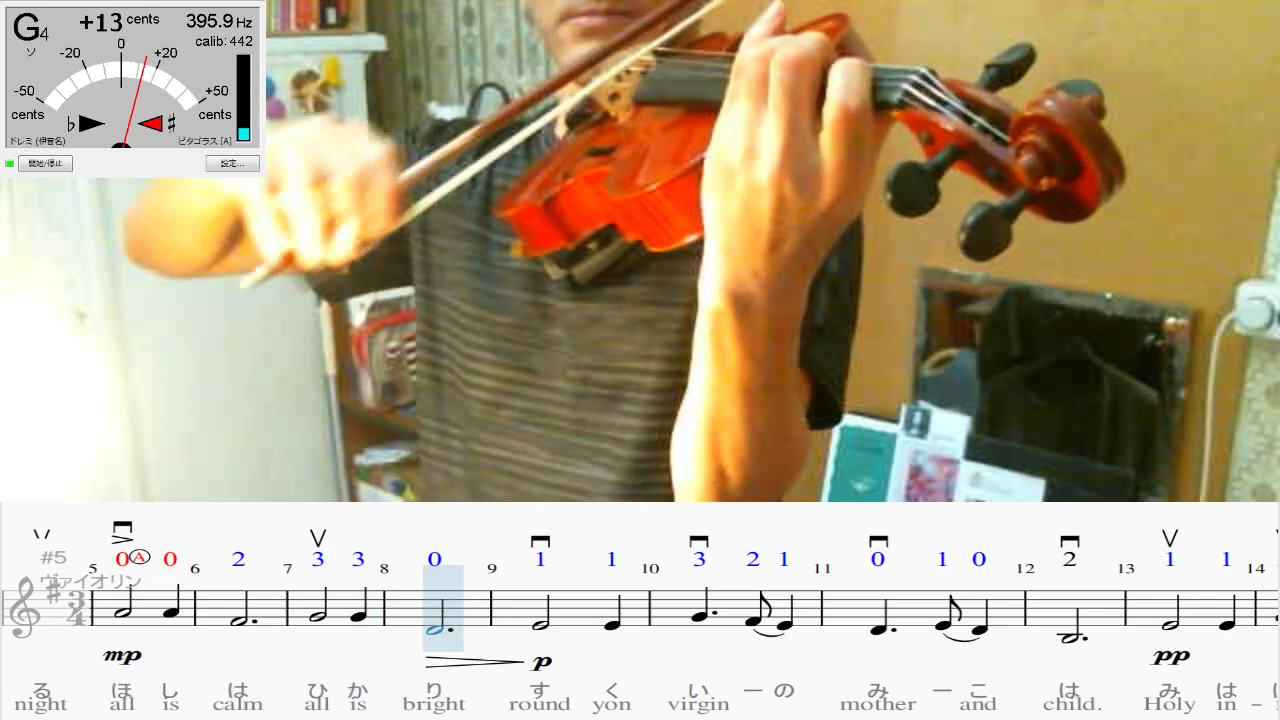 G4 +13 cents 395.9 Hz
ソ calib: 442
-50 cents -20 0 +20 +50 cents
♭ ♯
ドレミ (伊音名) ピタゴラス [A]
開始/停止 設定...
#5 0 A 0 2 3 3 0 1 1 3 2 1 0 1 0 2 1 1
5 6 7 8 9 10 11 12 13 14
ヴァイオリン
3
4
mp p pp
る ほ し は ひ か り す く い ー の み ー こ は み は
night all is calm all is bright round yon virgin mother and child. Holy in -